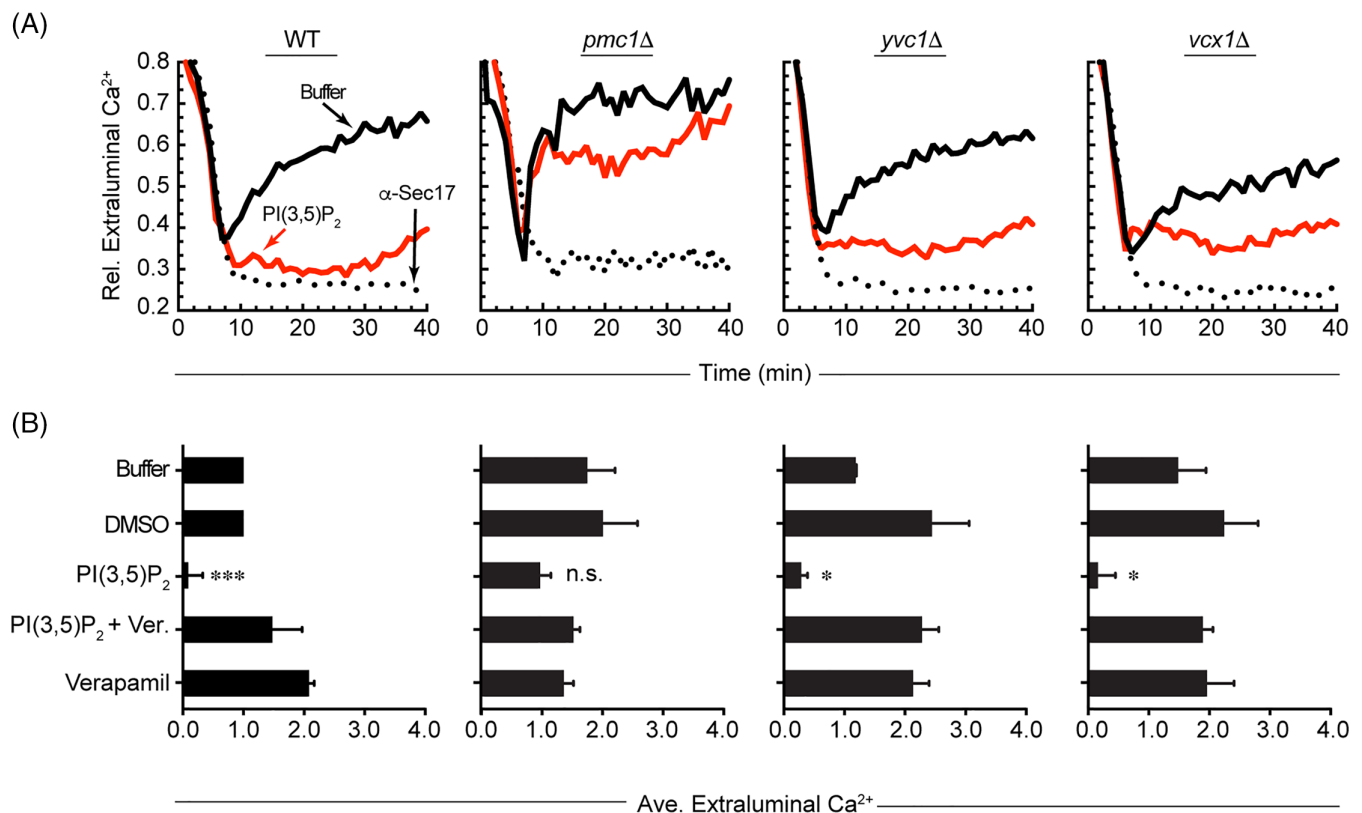 (A)
WT pmc1Δ yvc1Δ vcx1Δ
Rel. Extraluminal Ca²⁺
0.8
0.7
0.6
0.5
0.4
0.3
0.2
Buffer
α-Sec17
PI(3,5)P₂
0 10 20 30 40 0 10 20 30 40 0 10 20 30 40 0 10 20 30 40
Time (min)
(B)
Buffer
DMSO
PI(3,5)P₂ *** n.s. * *
PI(3,5)P₂ + Ver.
Verapamil
0.0 1.0 2.0 3.0 4.0 0.0 1.0 2.0 3.0 4.0 0.0 1.0 2.0 3.0 4.0 0.0 1.0 2.0 3.0 4.0
Ave. Extraluminal Ca²⁺